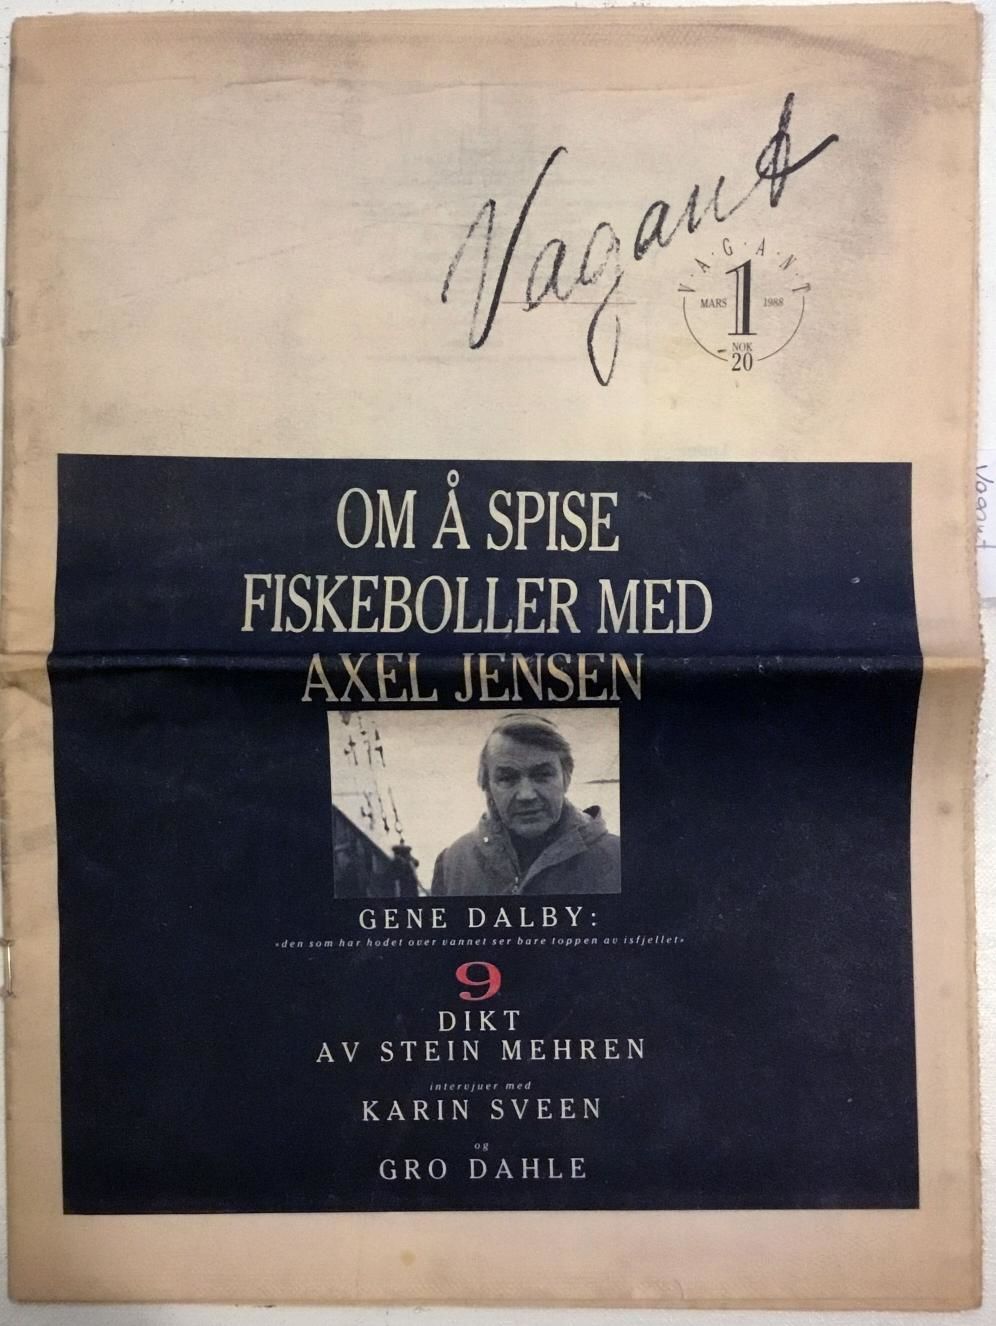 Vagant
V·A·G·A·N·T
MARS 1 1988
NOK
20
Vagant
OM Å SPISE
FISKEBOLLER MED
AXEL JENSEN
GENE DALBY:
«den som har hodet over vannet ser bare toppen av isfjellet»
9
DIKT
AV STEIN MEHREN
intervjuer med
KARIN SVEEN
og
GRO DAHLE